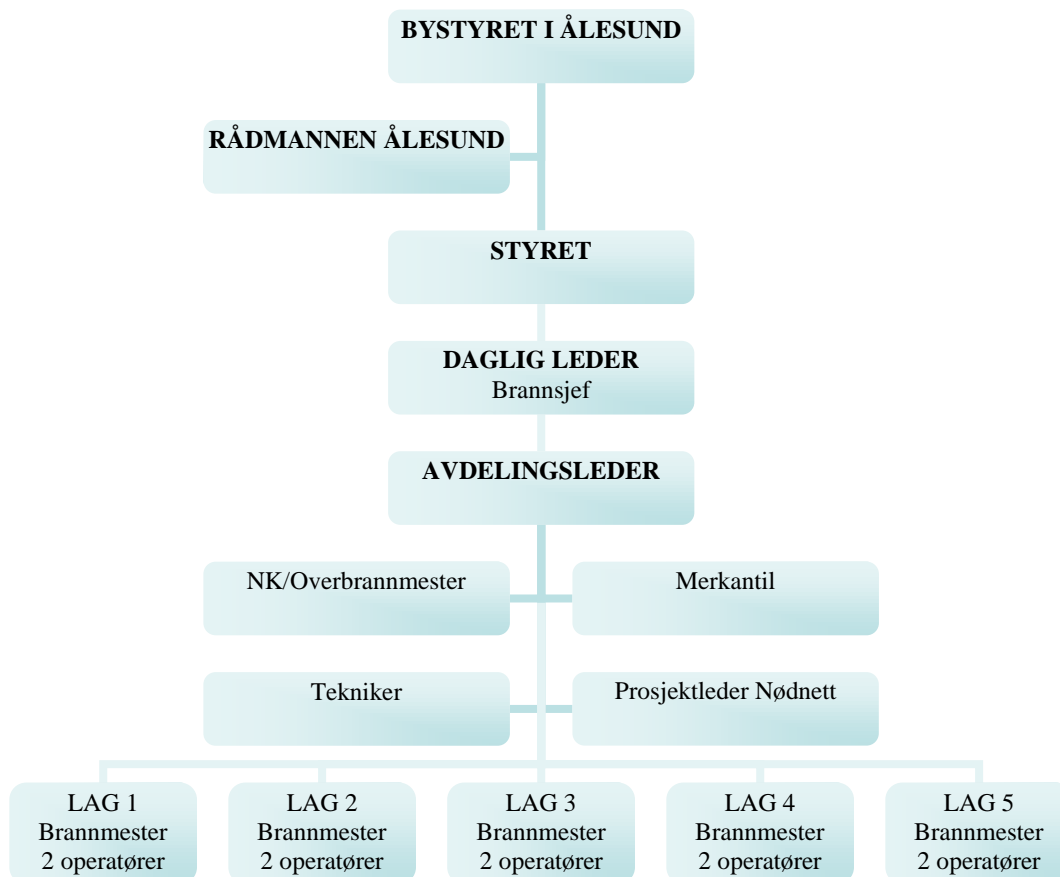 BYSTYRET I ÅLESUND
RÅDMANNEN ÅLESUND
STYRET
DAGLIG LEDER
Brannsjef
AVDELINGSLEDER
NK/Overbrannmester
Merkantil
Tekniker
Prosjektleder Nødnett
LAG 1
Brannmester
2 operatører
LAG 2
Brannmester
2 operatører
LAG 3
Brannmester
2 operatører
LAG 4
Brannmester
2 operatører
LAG 5
Brannmester
2 operatører